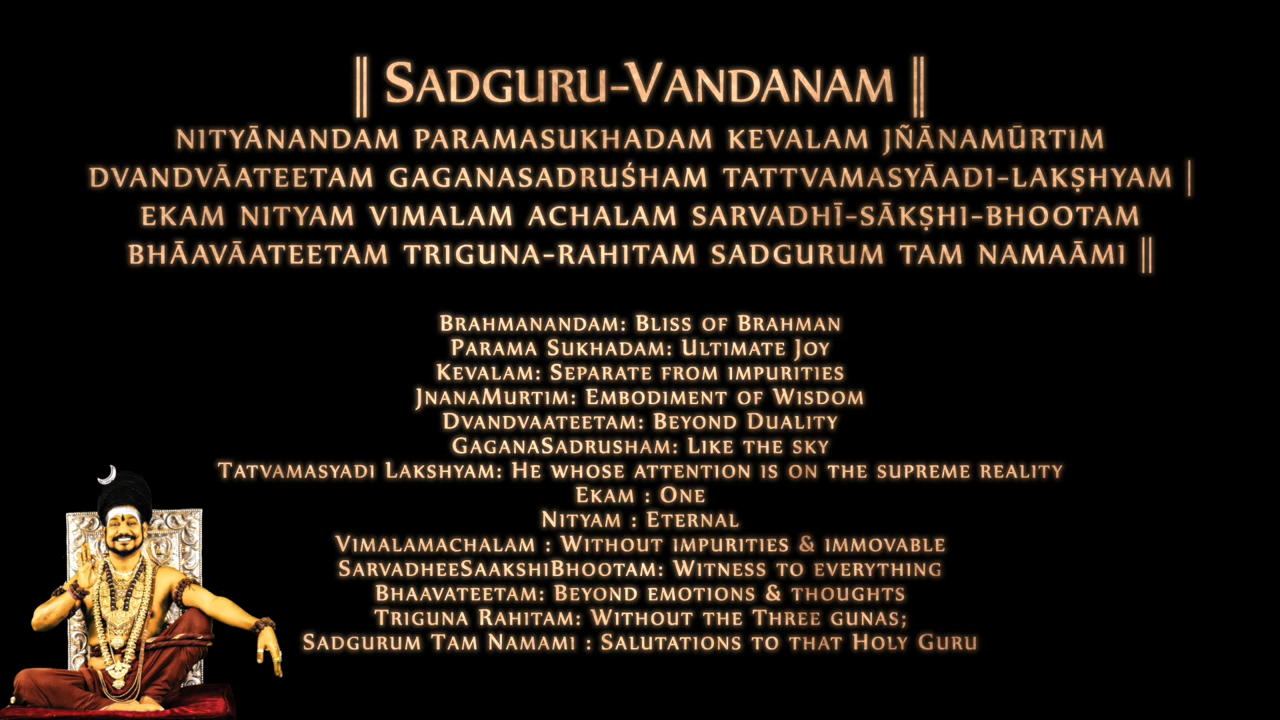 ‖ Sadguru-Vandanam ‖
NITYĀNANDAM PARAMASUKHADAM KEVALAM JÑĀNAMŪRTIM
DVANDVĀATEETAM GAGANASADRUŚHAM TATTVAMASYĀADI-LAKṢHYAM |
EKAM NITYAM VIMALAM ACHALAM SARVADHĪ-SĀKṢHI-BHOOTAM
BHĀAVĀATEETAM TRIGUNA-RAHITAM SADGURUM TAM NAMAĀMI ‖
Brahmanandam: Bliss of Brahman
Parama Sukhadam: Ultimate Joy
Kevalam: Separate from impurities
JnanaMurtim: Embodiment of Wisdom
Dvandvaateetam: Beyond Duality
GaganaSadrusham: Like the sky
Tatvamasyadi Lakshyam: He whose attention is on the supreme reality
Ekam : One
Nityam : Eternal
Vimalamachalam : Without impurities & immovable
SarvadheeSaakshiBhootam: Witness to everything
Bhaavateetam: Beyond emotions & thoughts
Triguna Rahitam: Without the Three gunas;
Sadgurum Tam Namami : Salutations to that Holy Guru